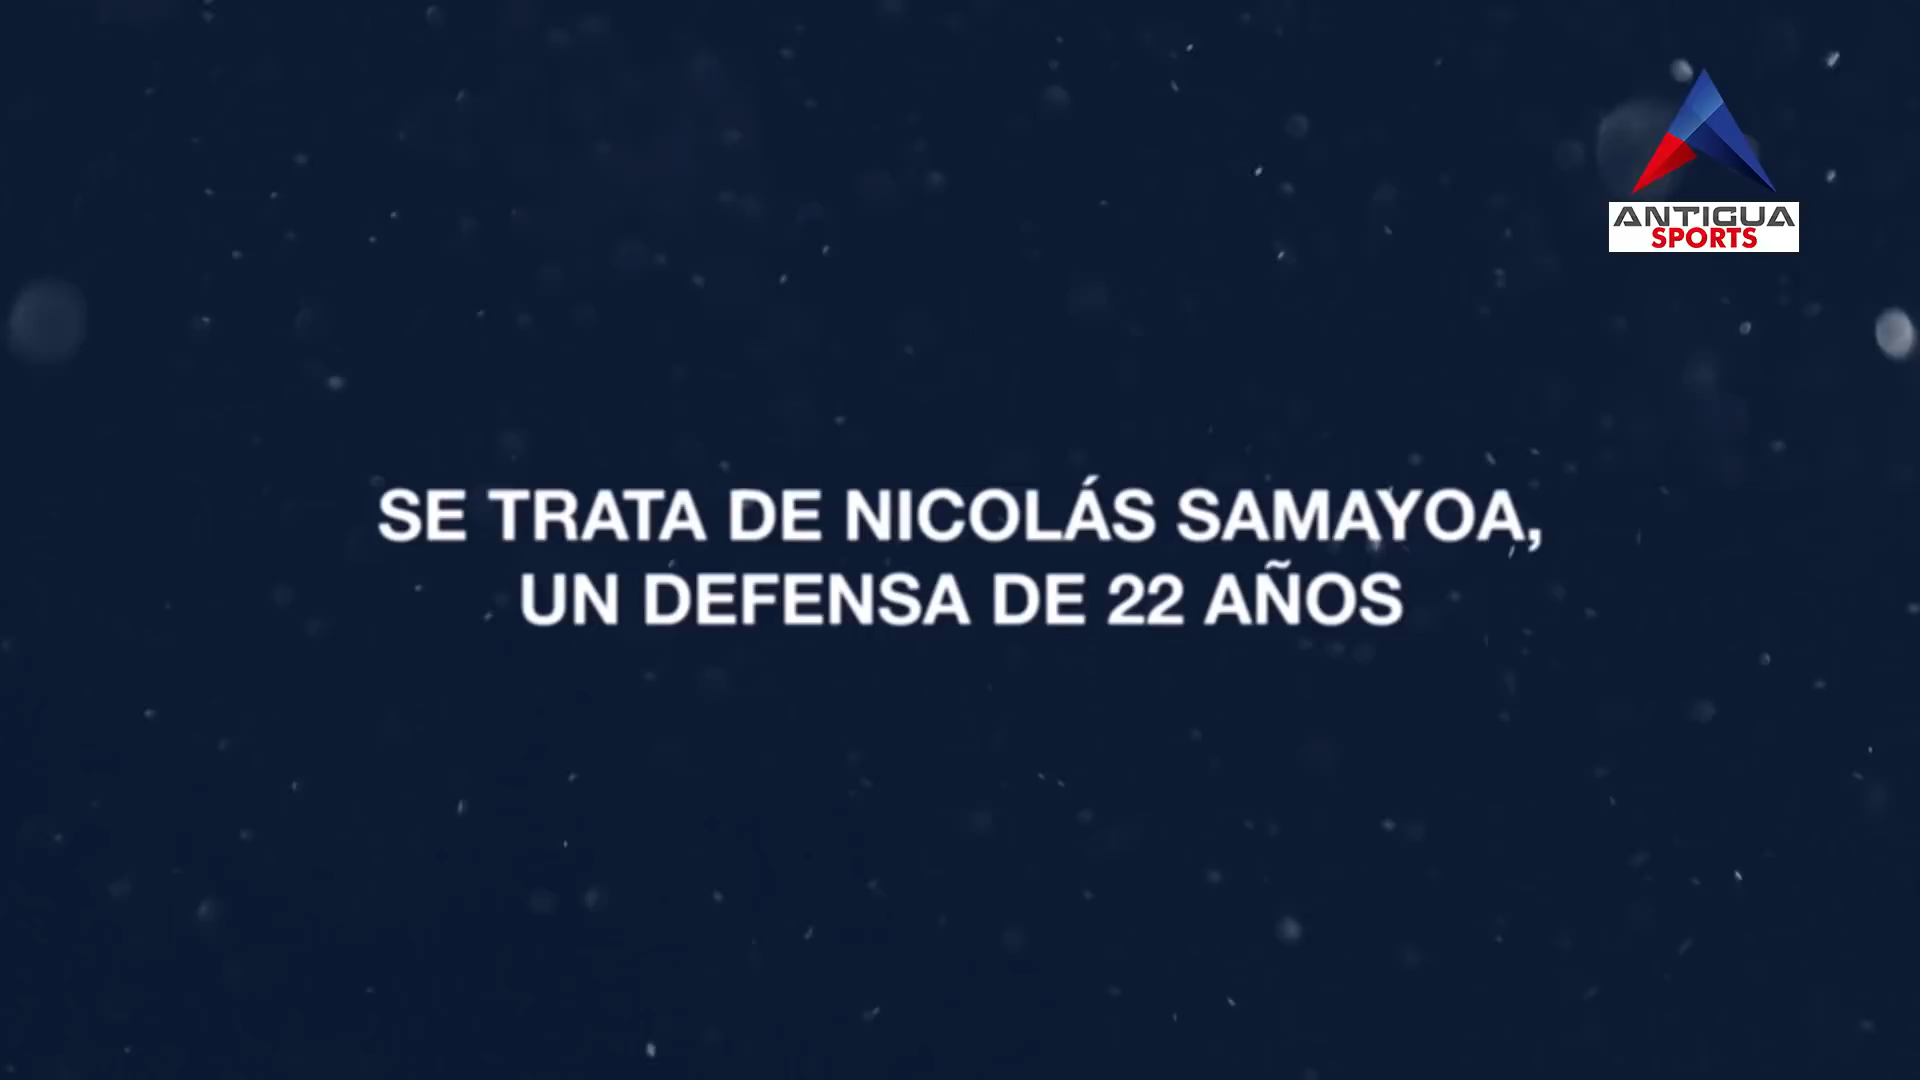 ANTIGUA
SPORTS
SE TRATA DE NICOLÁS SAMAYOA,
UN DEFENSA DE 22 AÑOS